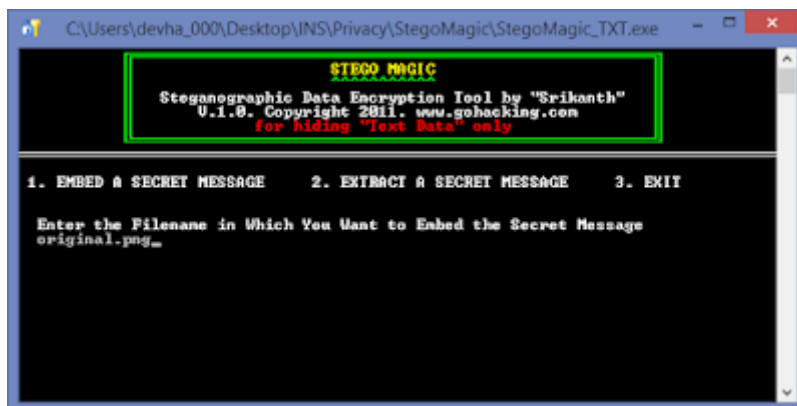 C:\Users\devha_000\Desktop\INS\Privacy\StegoMagic\StegoMagic_TXT.exe
STEGO MAGIC
Steganographic Data Encryption Tool by "Srikanth"
V.1.0. Copyright 2011. www.gohacking.com
for hiding "Text Data" only
1. EMBED A SECRET MESSAGE 2. EXTRACT A SECRET MESSAGE 3. EXIT
Enter the Filename in Which You Want to Embed the Secret Message
original.png_